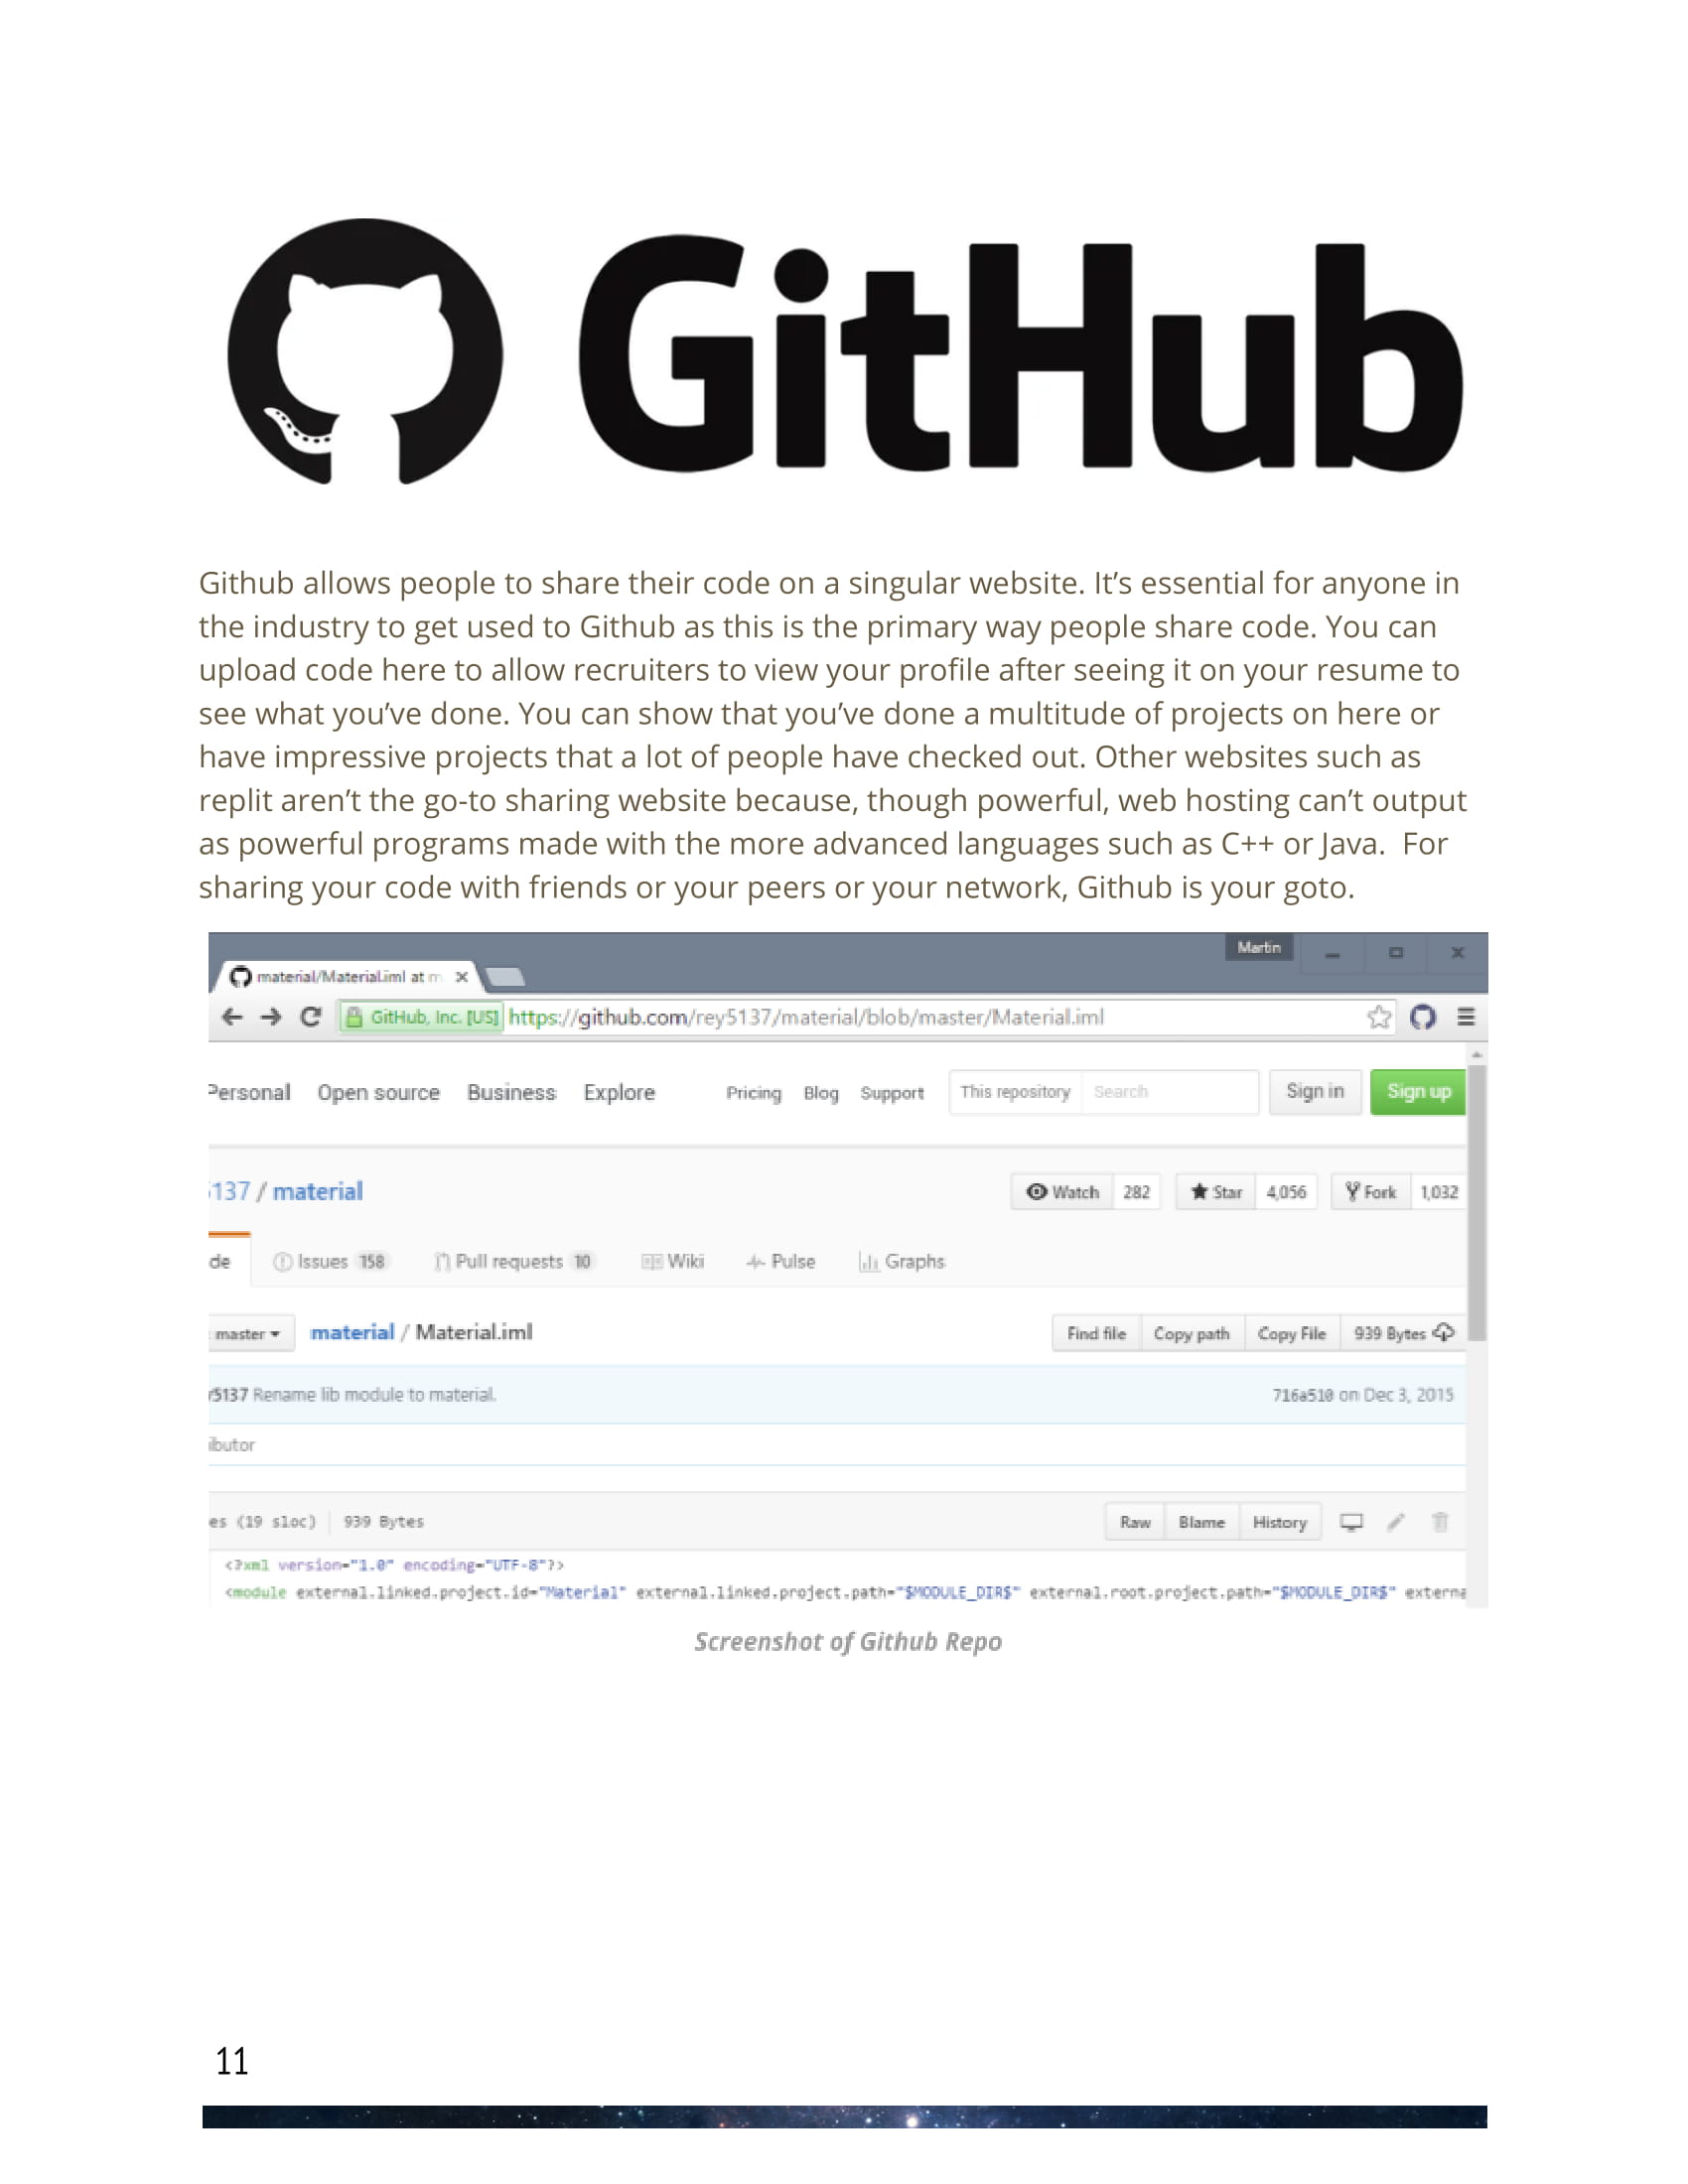 GitHub
Github allows people to share their code on a singular website. It’s essential for anyone in
the industry to get used to Github as this is the primary way people share code. You can
upload code here to allow recruiters to view your profile after seeing it on your resume to
see what you’ve done. You can show that you’ve done a multitude of projects on here or
have impressive projects that a lot of people have checked out. Other websites such as
replit aren’t the go-to sharing website because, though powerful, web hosting can’t output
as powerful programs made with the more advanced languages such as C++ or Java.  For
sharing your code with friends or your peers or your network, Github is your goto.
Martin
material/Material.iml at m
GitHub, Inc. [US] https://github.com/rey5137/material/blob/master/Material.iml
Personal Open source Business Explore Pricing Blog Support This repository Search Sign in Sign up
5137 / material Watch 282 Star 4,056 Fork 1,032
de Issues 158 Pull requests 10 Wiki Pulse Graphs
master material / Material.iml Find file Copy path Copy File 939 Bytes
y5137 Rename lib module to material. 716a510 on Dec 3, 2015
ibutor
es (19 sloc) 939 Bytes Raw Blame History
<?xml version="1.0" encoding="UTF-8"?>
<module external.linked.project.id="Material" external.linked.project.path="$MODULE_DIR$" external.root.project.path="$MODULE_DIR$" externa
Screenshot of Github Repo
11